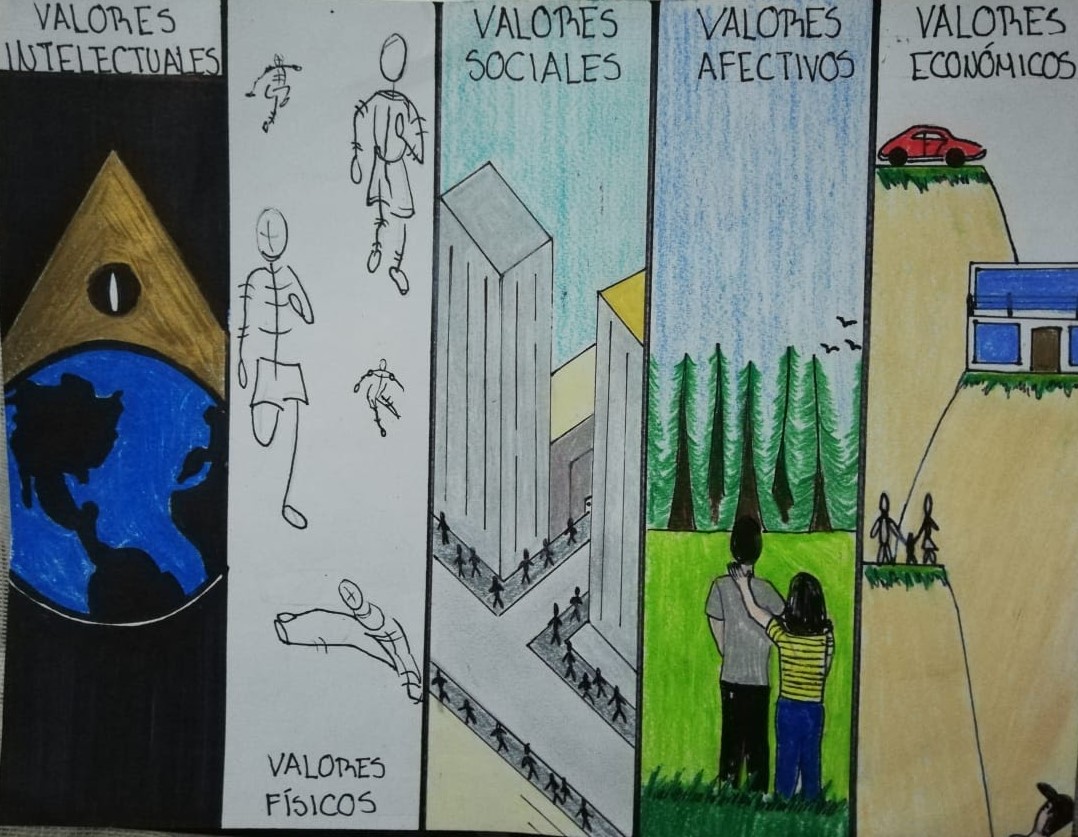 VALORES
INTELECTUALES
VALORES
FÍSICOS
VALORES
SOCIALES
VALORES
AFECTIVOS
VALORES
ECONÓMICOS